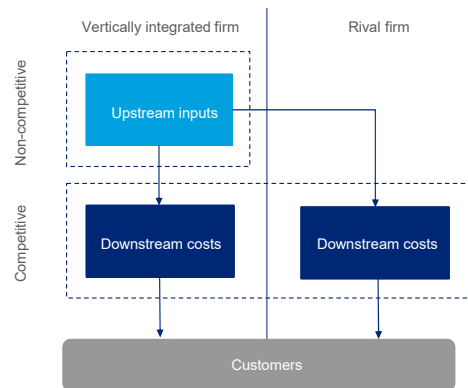 Vertically integrated firm
Rival firm
Non-competitive
Upstream inputs
Competitive
Downstream costs
Downstream costs
Customers